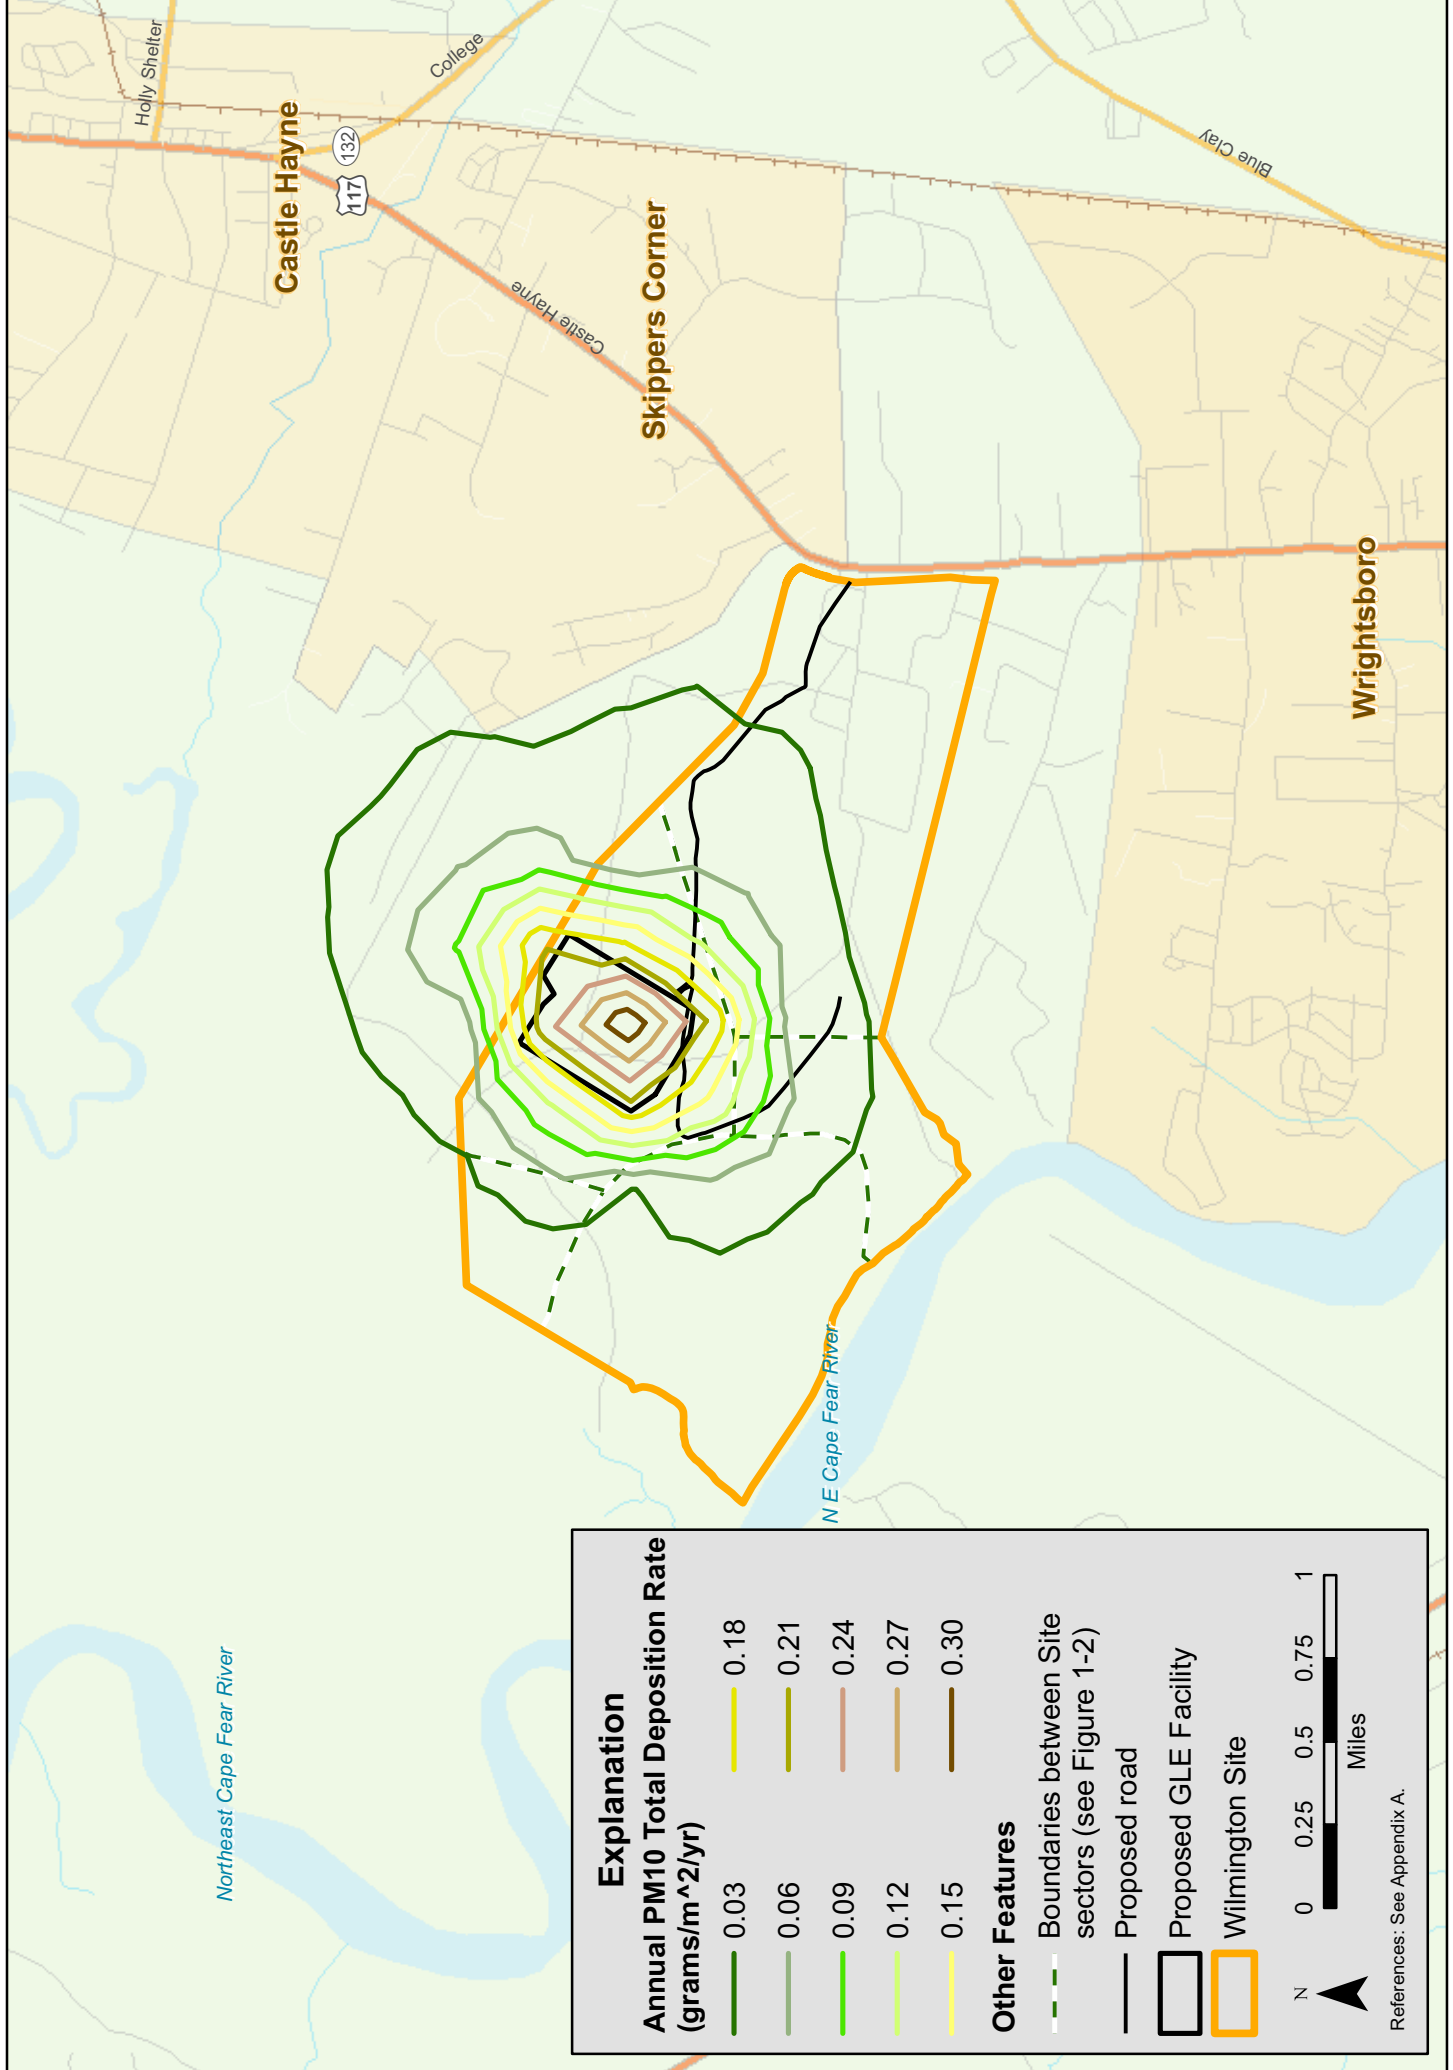 Northeast Cape Fear River
N E Cape Fear River
Castle Hayne
Holly Shelter
College
132
117
Castle Hayne
Skippers Corner
Blue Clay
Wrightsboro
Explanation
Annual PM10 Total Deposition Rate
(grams/m^2/yr)
0.03
0.06
0.09
0.12
0.15
0.18
0.21
0.24
0.27
0.30
Other Features
Boundaries between Site
sectors (see Figure 1-2)
Proposed road
Proposed GLE Facility
Wilmington Site
N
0 0.25 0.5 0.75 1
Miles
References: See Appendix A.